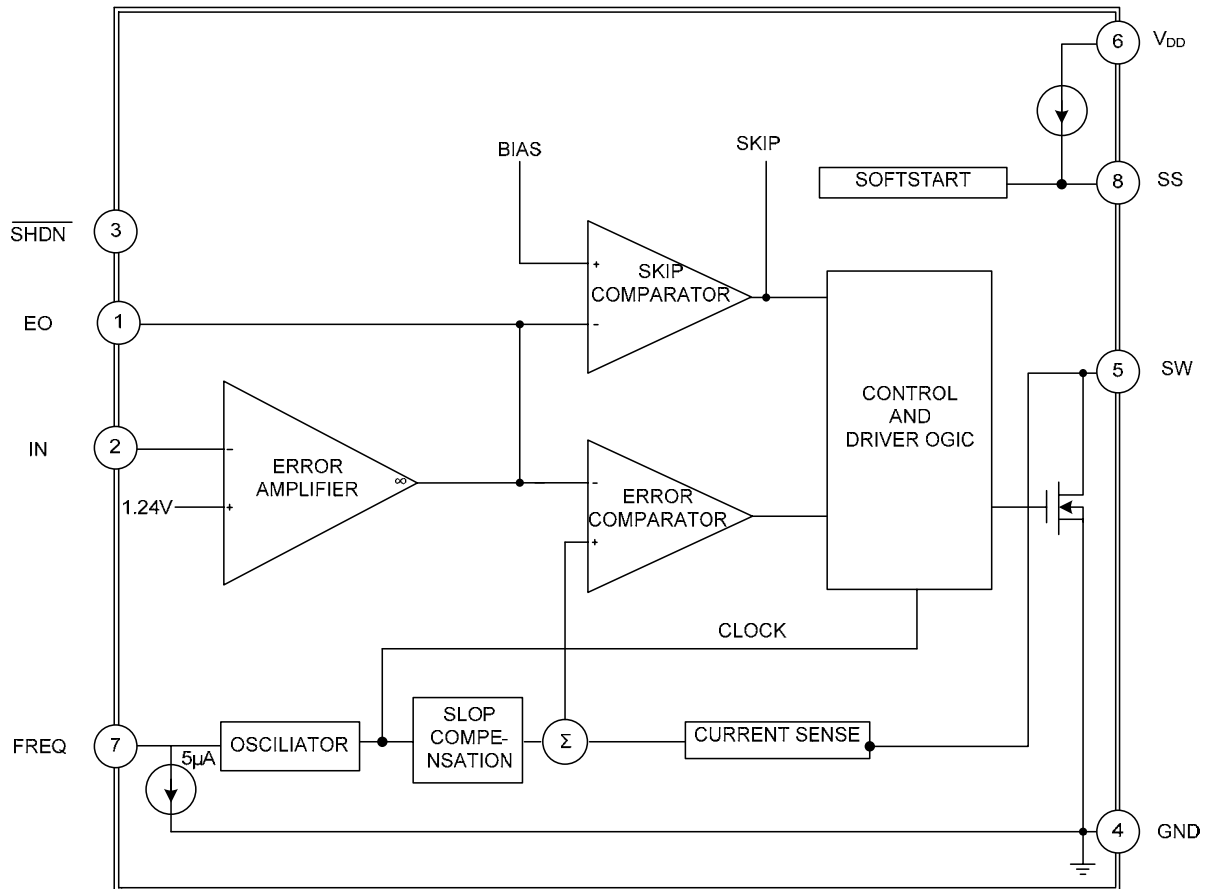 6
VDD
BIAS
SKIP
SOFTSTART
8
SS
SHDN
3
+
SKIP
COMPARATOR
-
EO
1
5
SW
CONTROL
AND
DRIVER OGIC
IN
2
-
ERROR
AMPLIFIER
∞
1.24V
+
-
ERROR
COMPARATOR
+
CLOCK
FREQ
7
5µA
OSCILIATOR
SLOP
COMPE-
NSATION
Σ
CURRENT SENSE
4
GND